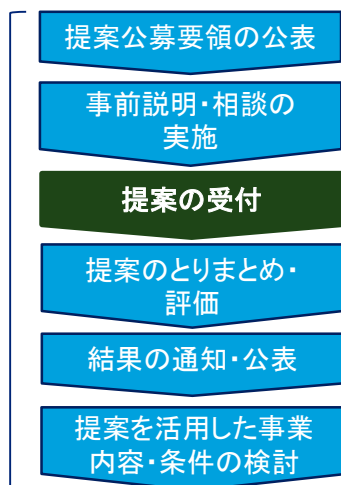 提案公募要領の公表
事前説明・相談の
実施
提案の受付
提案のとりまとめ・
評価
結果の通知・公表
提案を活用した事業
内容・条件の検討